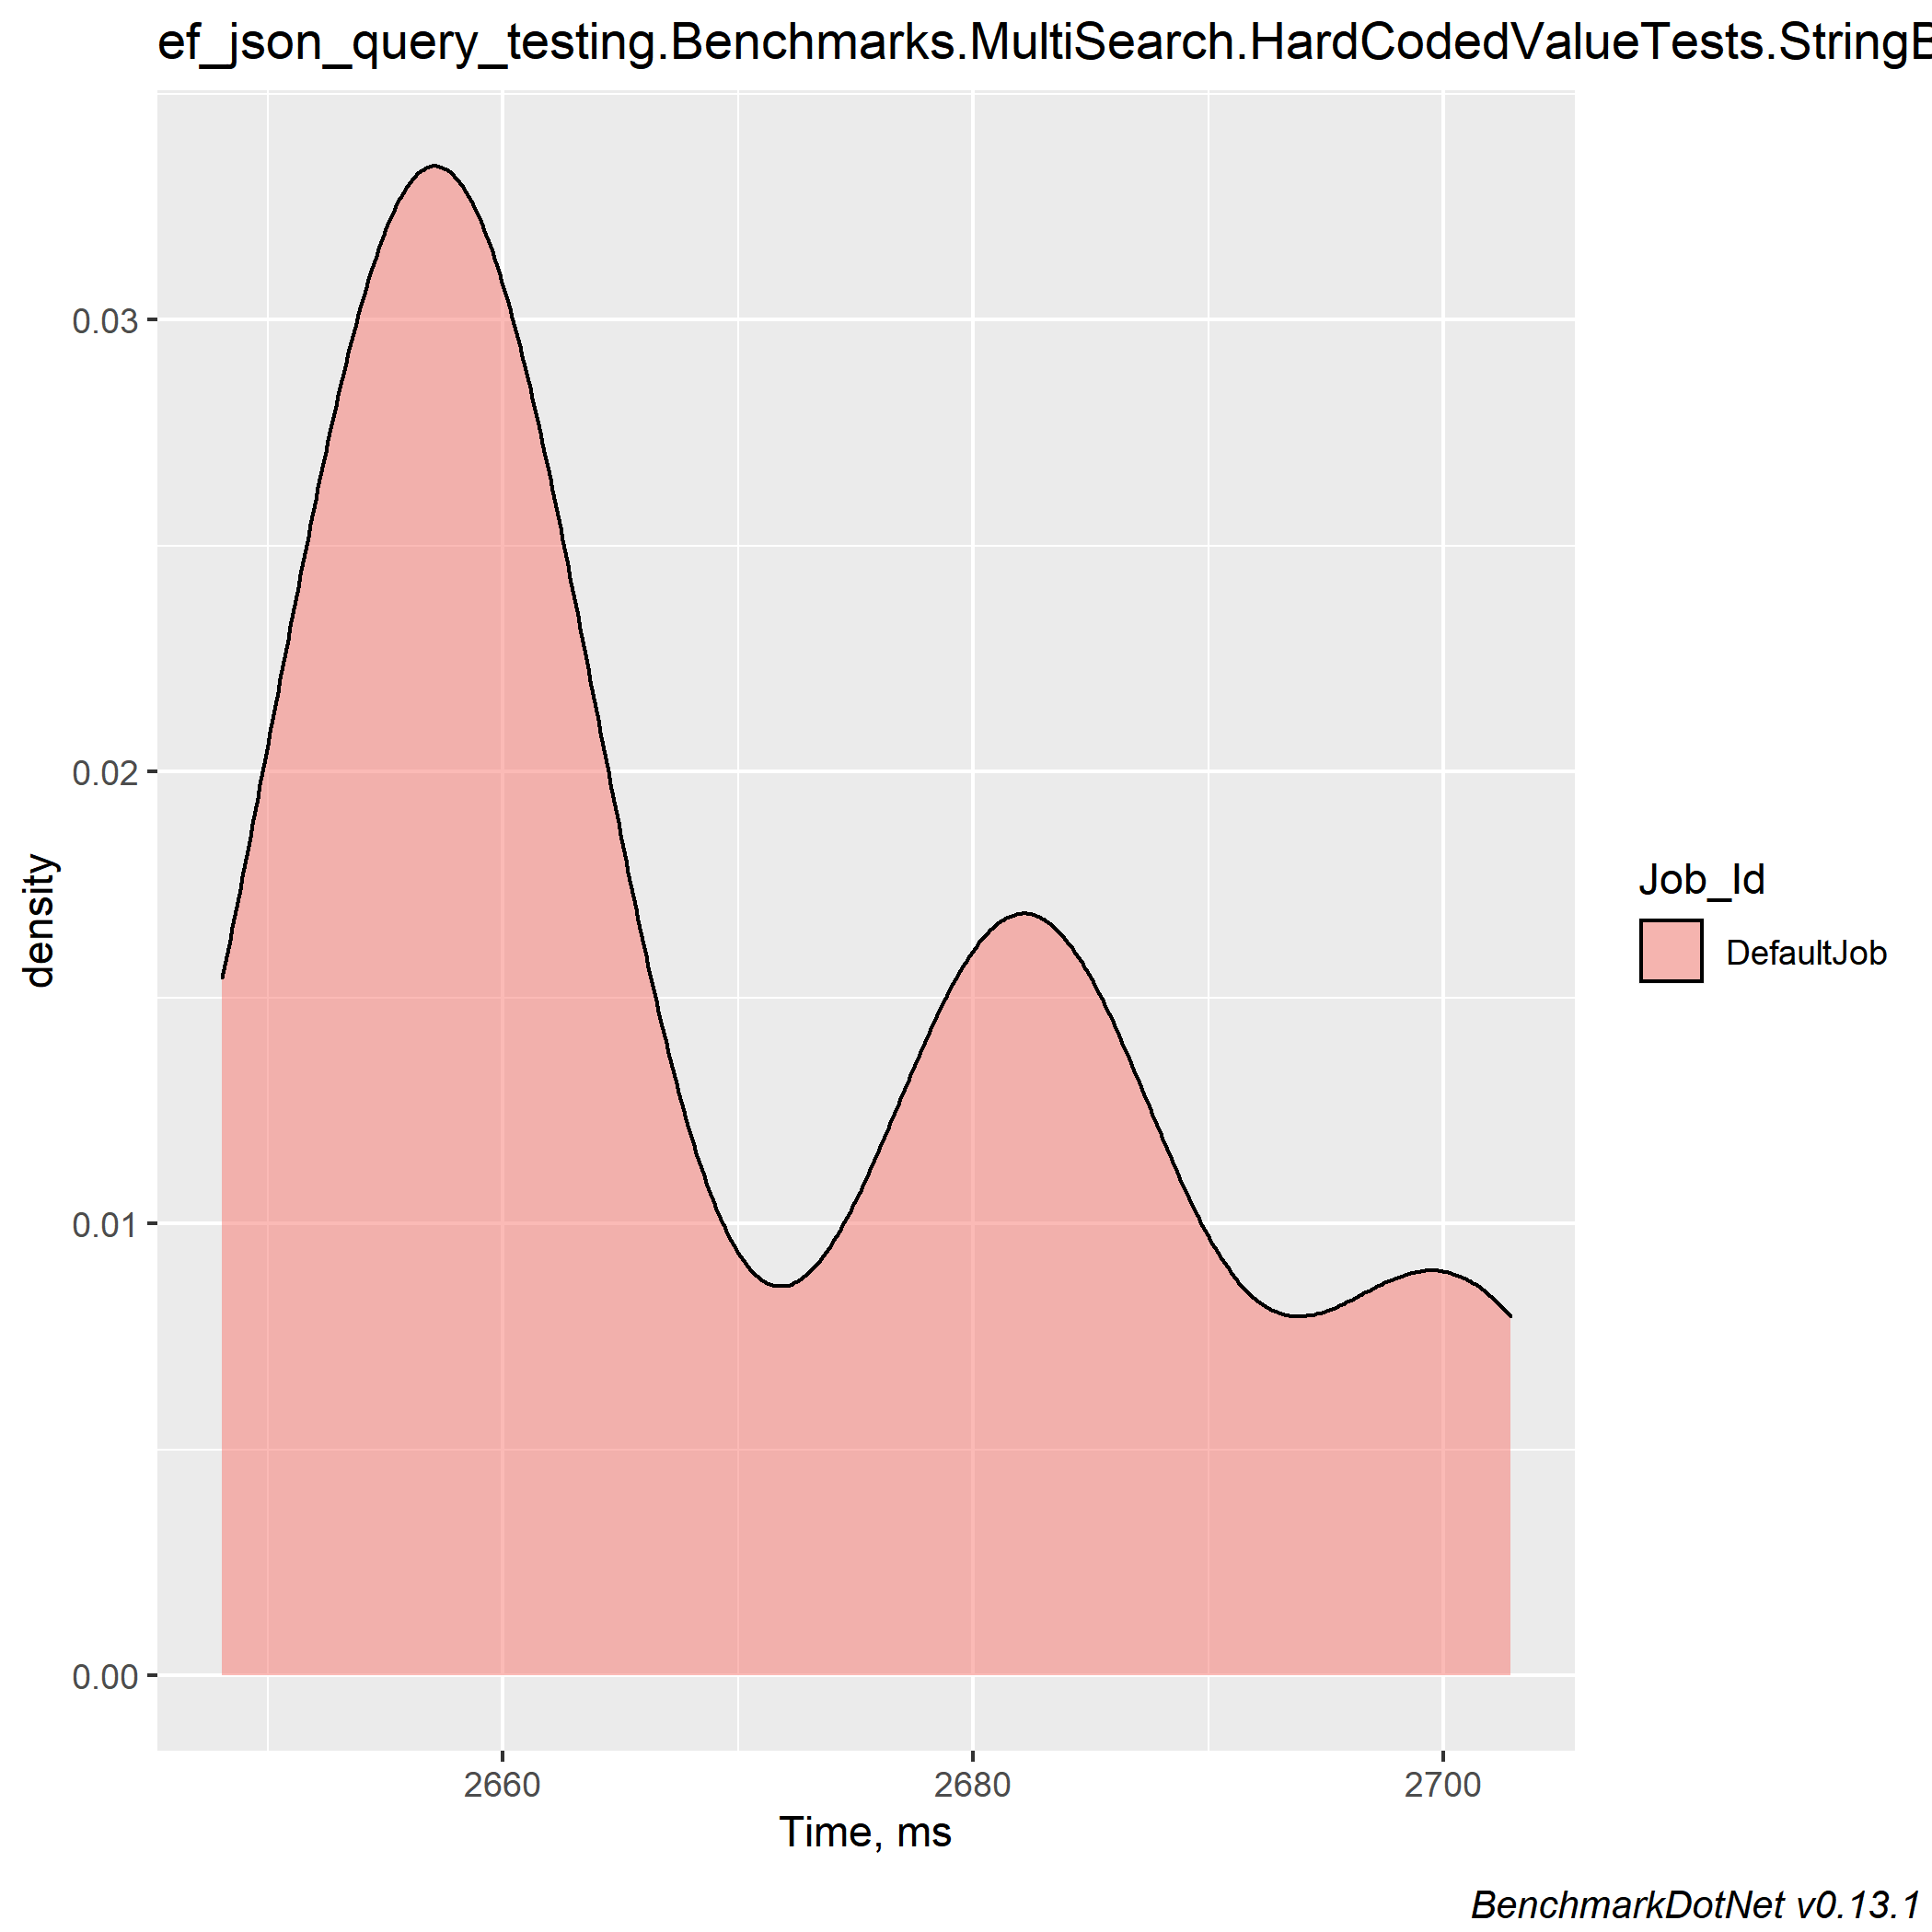 ef_json_query_testing.Benchmarks.MultiSearch.HardCodedValueTests.StringB
density
0.03
0.02
0.01
0.00
2660 2680 2700
Time, ms
Job_Id
DefaultJob
BenchmarkDotNet v0.13.1